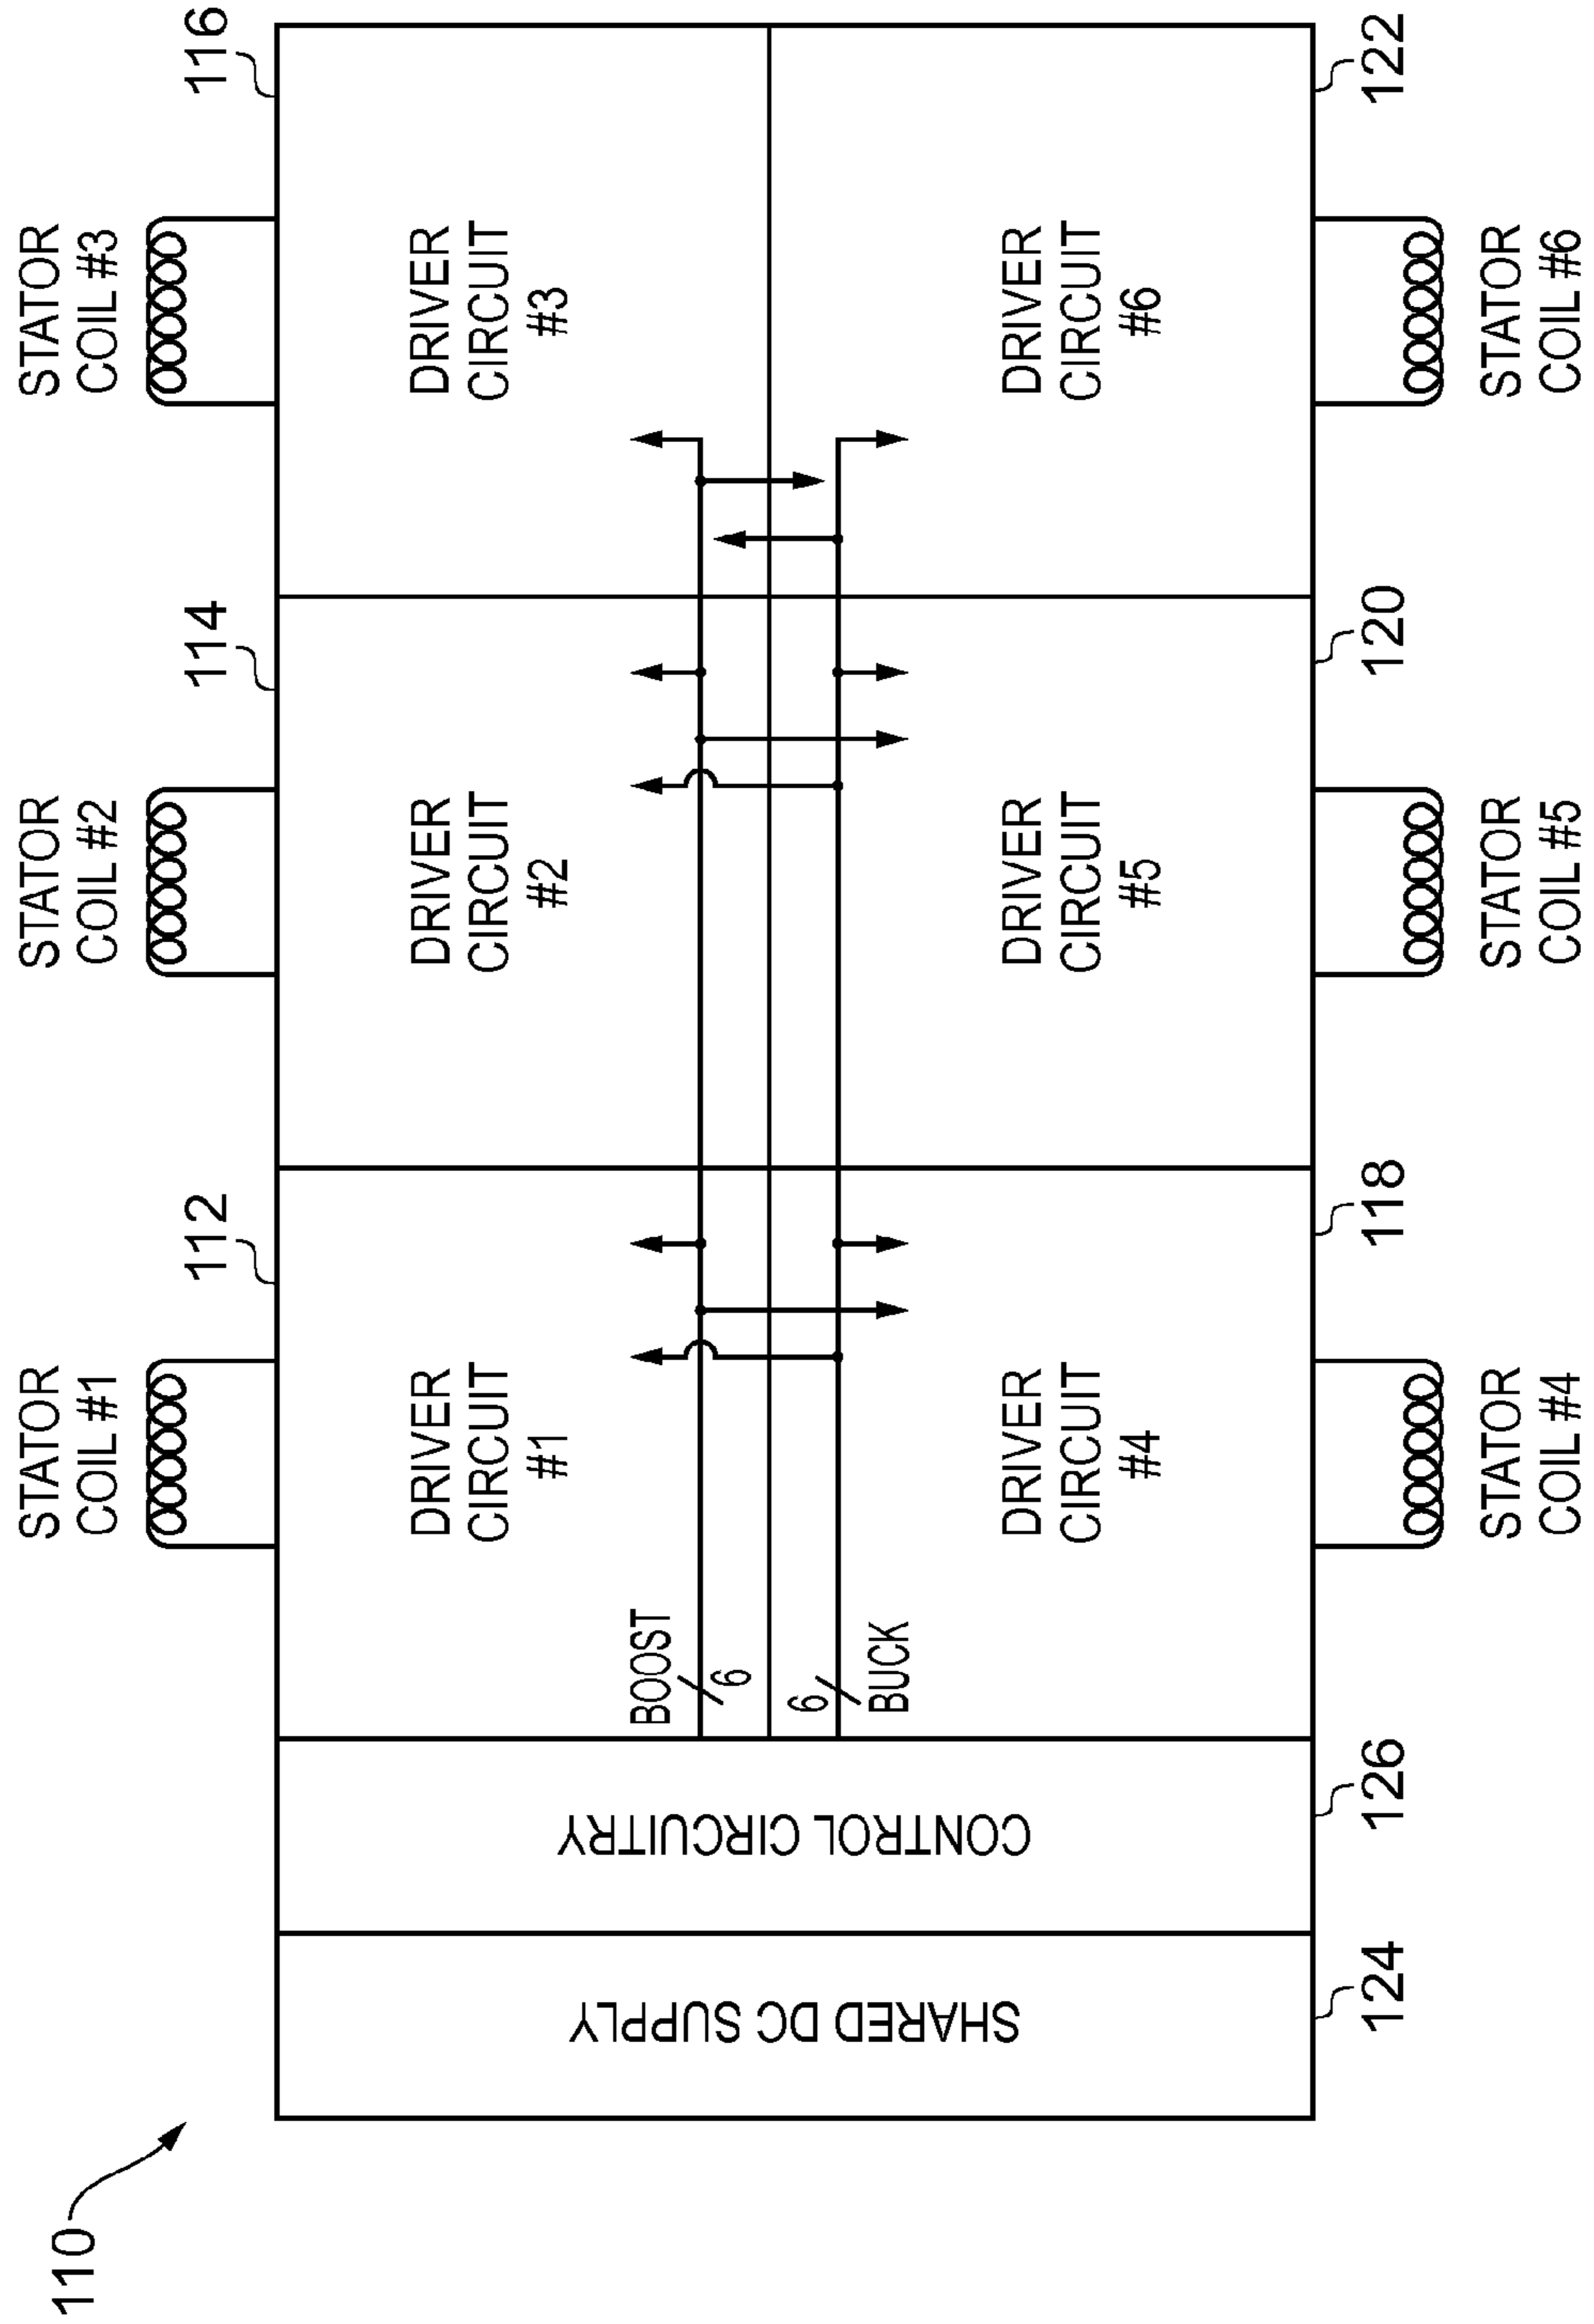 110
STATOR
COIL #1
STATOR
COIL #2
STATOR
COIL #3
112
114
116
SHARED DC SUPPLY
CONTROL CIRCUITRY
DRIVER
CIRCUIT
#1
DRIVER
CIRCUIT
#2
DRIVER
CIRCUIT
#3
BOOST
6
6
BUCK
DRIVER
CIRCUIT
#4
DRIVER
CIRCUIT
#5
DRIVER
CIRCUIT
#6
124
126
118
120
122
STATOR
COIL #4
STATOR
COIL #5
STATOR
COIL #6